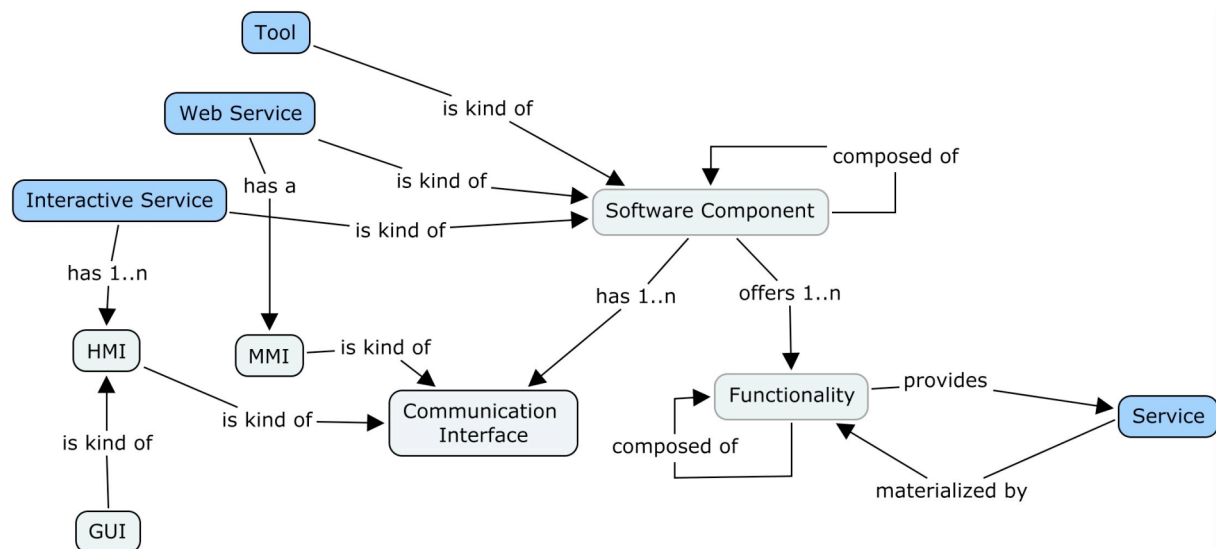 Tool
is kind of
Web Service
composed of
is kind of
has a
Interactive Service
Software Component
is kind of
has 1..n
has 1..n
offers 1..n
HMI
MMI
is kind of
provides
Functionality
Communication
Interface
is kind of
Service
is kind of
composed of
materialized by
GUI